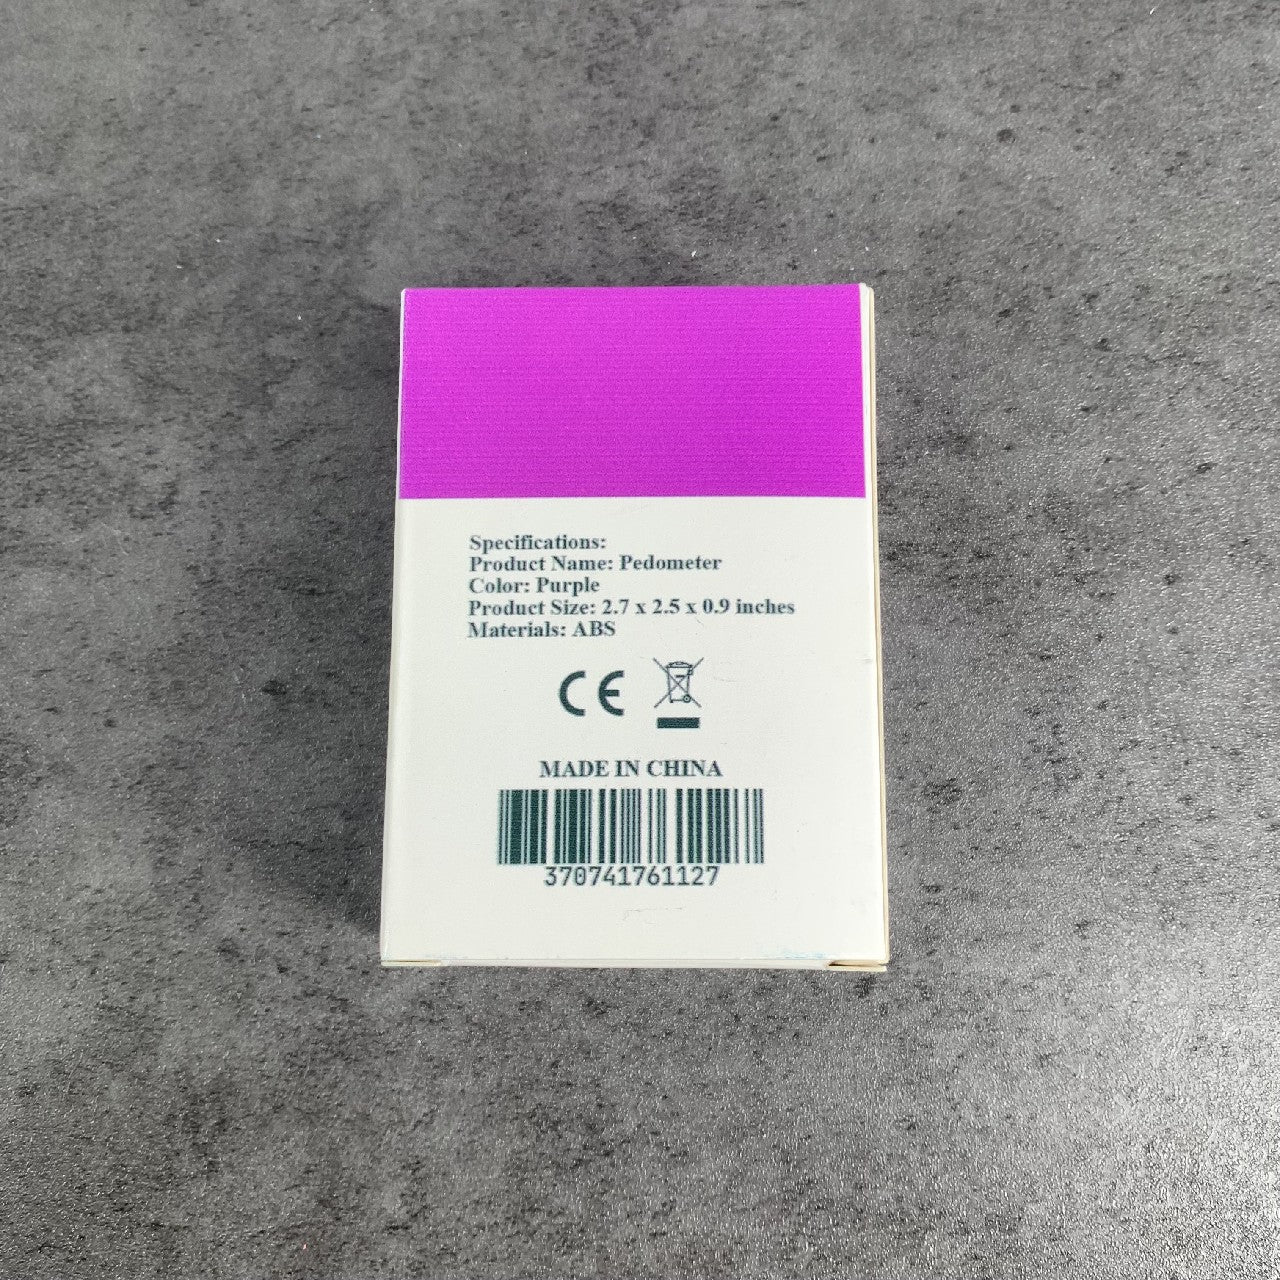 Specifications:
Product Name: Pedometer
Color: Purple
Product Size: 2.7 x 2.5 x 0.9 inches
Materials: ABS
CE
MADE IN CHINA
370741761127